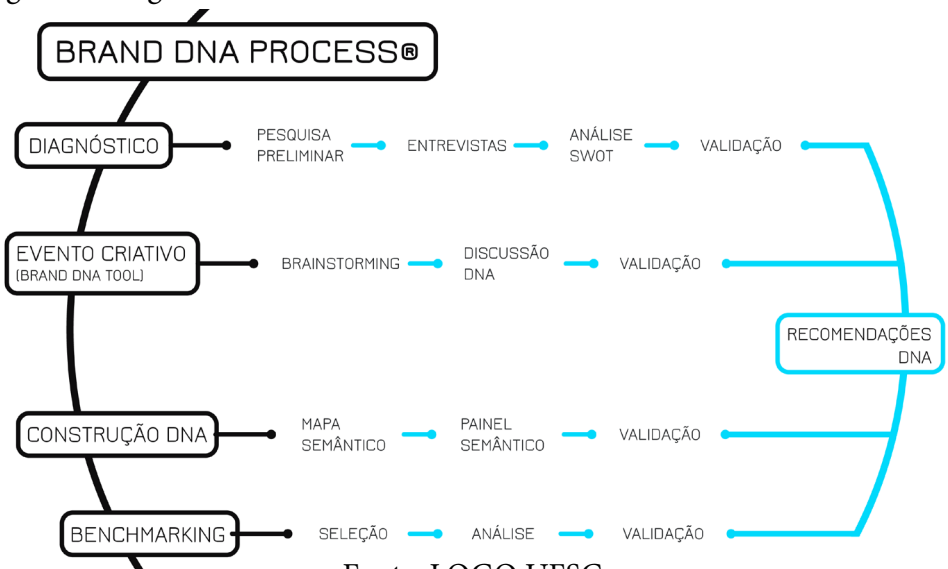 BRAND DNA PROCESS®
DIAGNÓSTICO
PESQUISA
PRELIMINAR
ENTREVISTAS
ANÁLISE
SWOT
VALIDAÇÃO
EVENTO CRIATIVO
(BRAND DNA TOOL)
BRAINSTORMING
DISCUSSÃO
DNA
VALIDAÇÃO
RECOMENDAÇÕES
DNA
CONSTRUÇÃO DNA
MAPA
SEMÂNTICO
PAINEL
SEMÂNTICO
VALIDAÇÃO
BENCHMARKING
SELEÇÃO
ANÁLISE
VALIDAÇÃO